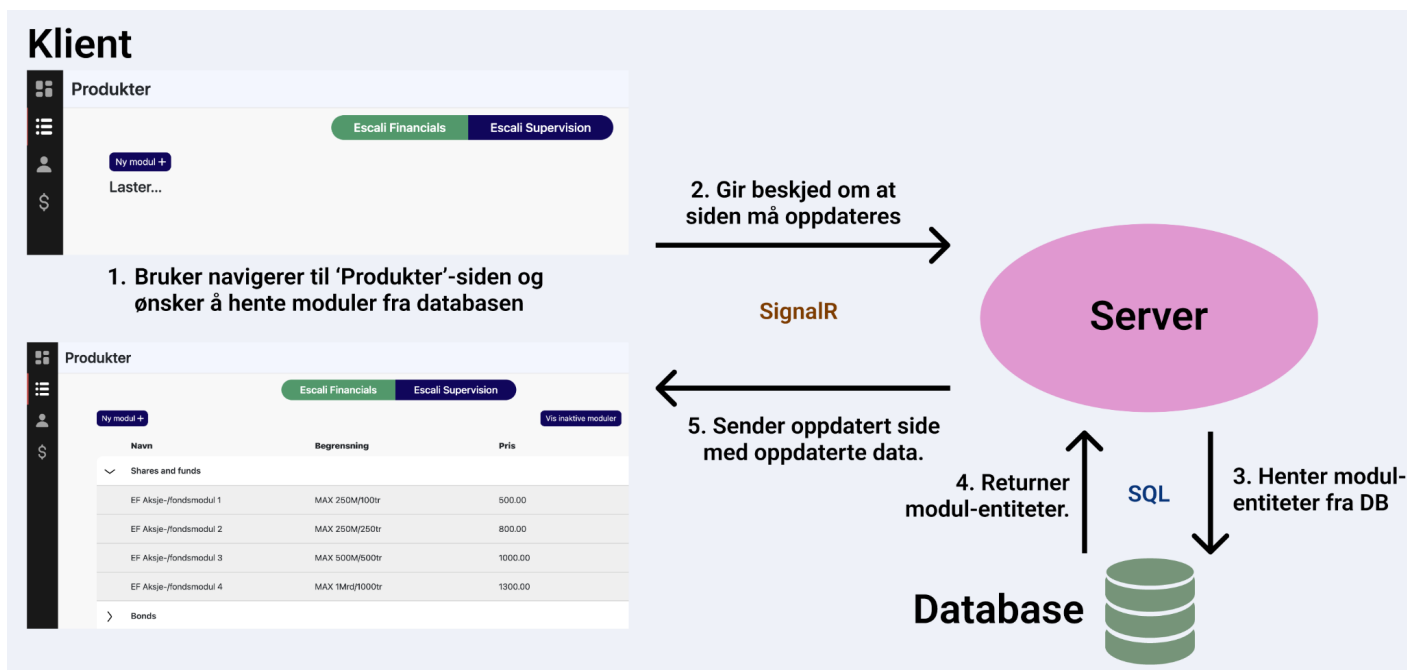 Klient
Produkter
Escali Financials
Escali Supervision
Ny modul +
Laster...
1. Bruker navigerer til ‘Produkter’-siden og
ønsker å hente moduler fra databasen
2. Gir beskjed om at
siden må oppdateres
SignalR
Server
Produkter
Escali Financials
Escali Supervision
Ny modul +
Vis inaktive moduler
Navn Begrensning Pris
Shares and funds
EF Aksje-/fondsmodul 1 MAX 250M/100tr 500.00
EF Aksje-/fondsmodul 2 MAX 250M/250tr 800.00
EF Aksje-/fondsmodul 3 MAX 500M/500tr 1000.00
EF Aksje-/fondsmodul 4 MAX 1Mrd/1000tr 1300.00
Bonds
5. Sender oppdatert side
med oppdaterte data.
4. Returner
modul-entiteter.
SQL
3. Henter modul-
entiteter fra DB
Database